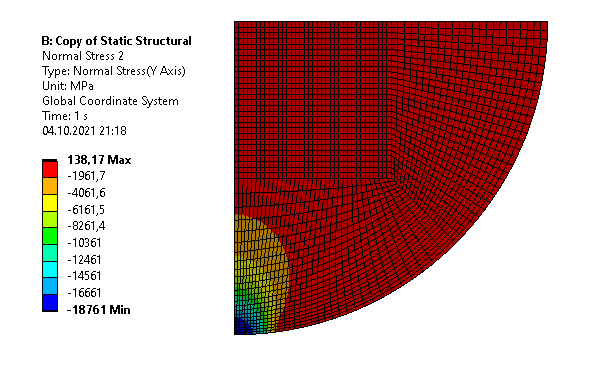 B: Copy of Static Structural
Normal Stress 2
Type: Normal Stress(Y Axis)
Unit: MPa
Global Coordinate System
Time: 1 s
04.10.2021 21:18
138,17 Max
-1961,7
-4061,6
-6161,5
-8261,4
-10361
-12461
-14561
-16661
-18761 Min